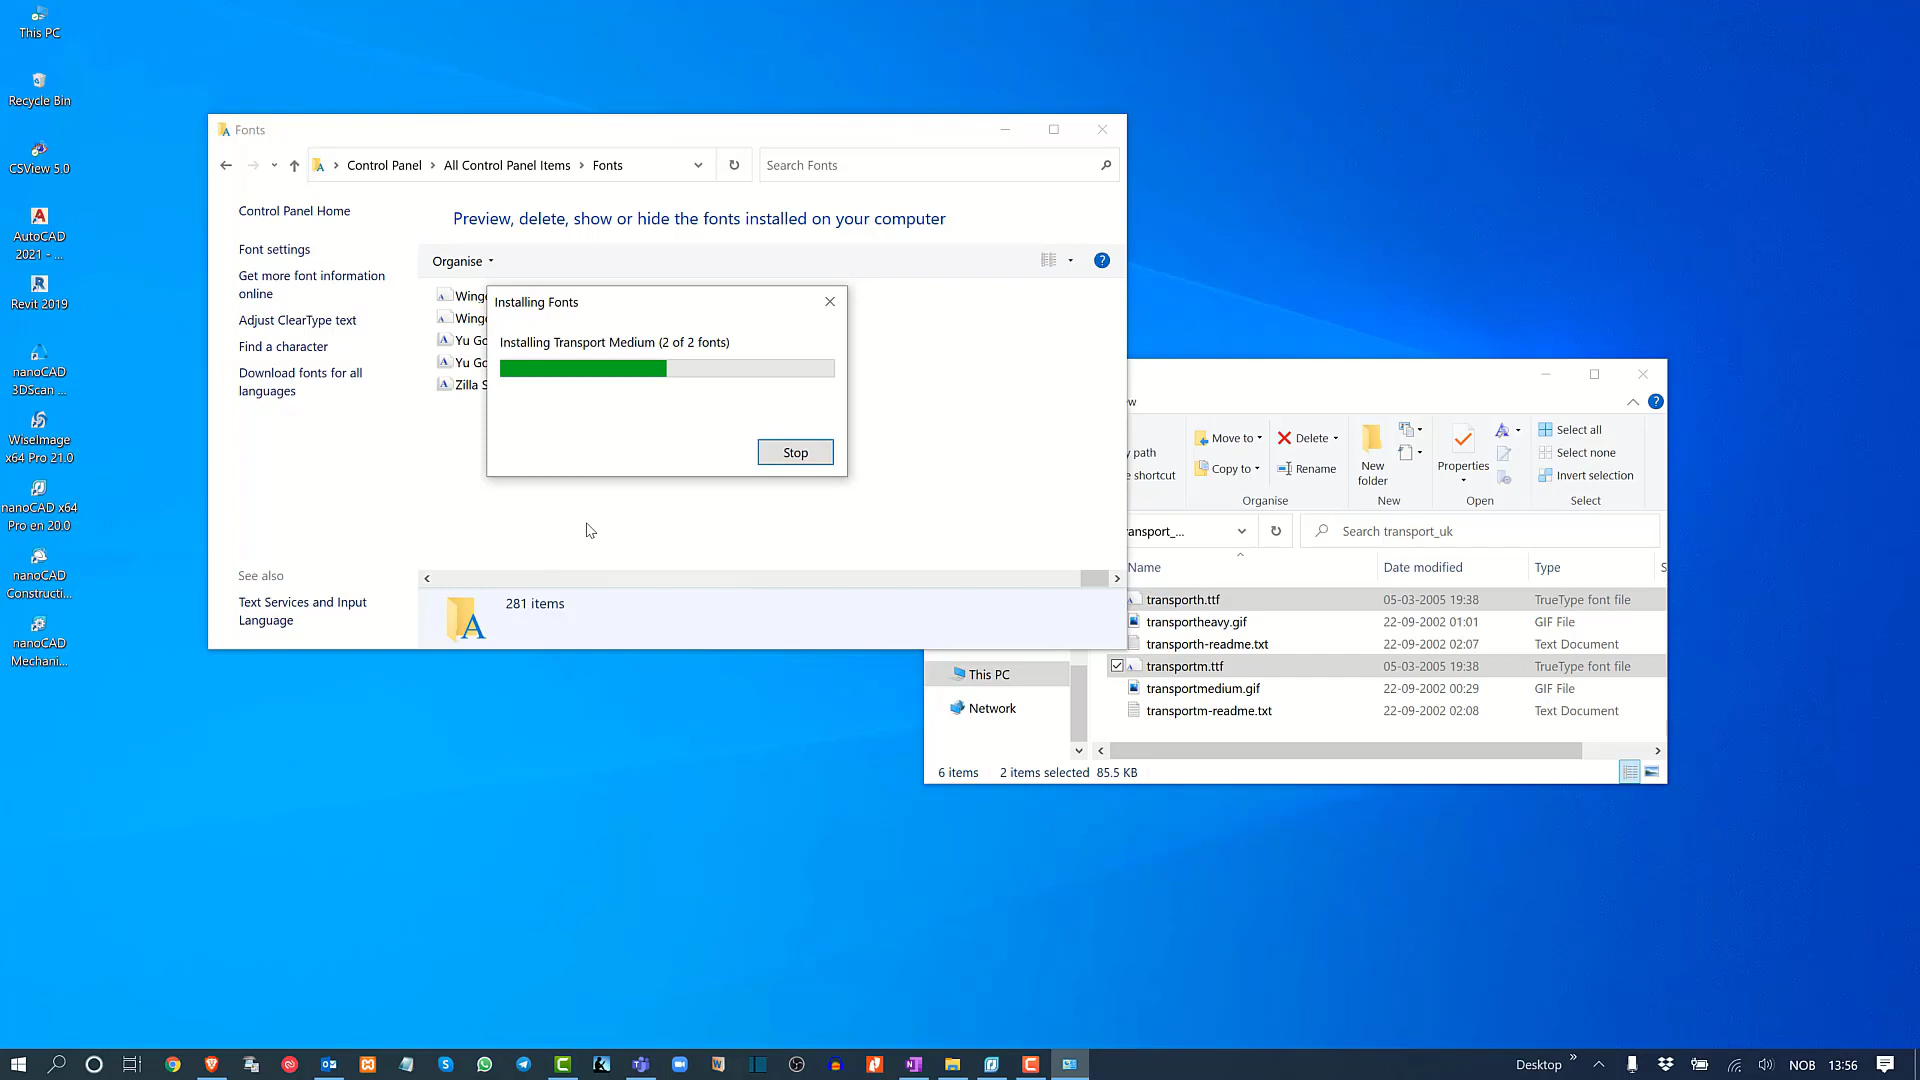 This PC
Recycle Bin
CSView 5.0
AutoCAD
2021 - ...
Revit 2019
nanoCAD
3DScan ...
WiseImage
x64 Pro 21.0
nanoCAD x64
Pro en 20.0
nanoCAD
Constructi...
nanoCAD
Mechani...
Fonts
Control Panel
All Control Panel Items
Fonts
Search Fonts
Control Panel Home
Font settings
Get more font information
online
Adjust ClearType text
Find a character
Download fonts for all
languages
See also
Text Services and Input
Language
Preview, delete, show or hide the fonts installed on your computer
Organise
Wing
Wing
Yu Go
Yu Go
Zilla S
Installing Fonts
Installing Transport Medium (2 of 2 fonts)
Stop
281 items
ew
y path
e shortcut
Move to
Copy to
Delete
Rename
Organise
New
folder
New
Properties
Open
Select all
Select none
Invert selection
Select
ransport_...
Search transport_uk
Name Date modified Type S
transporth.ttf 05-03-2005 19:38 TrueType font file
transportheavy.gif 22-09-2002 01:01 GIF File
transporth-readme.txt 22-09-2002 02:07 Text Document
transportm.ttf 05-03-2005 19:38 TrueType font file
transportmedium.gif 22-09-2002 00:29 GIF File
transportm-readme.txt 22-09-2002 02:08 Text Document
This PC
Network
6 items 2 items selected 85.5 KB
Desktop
NOB 13:56